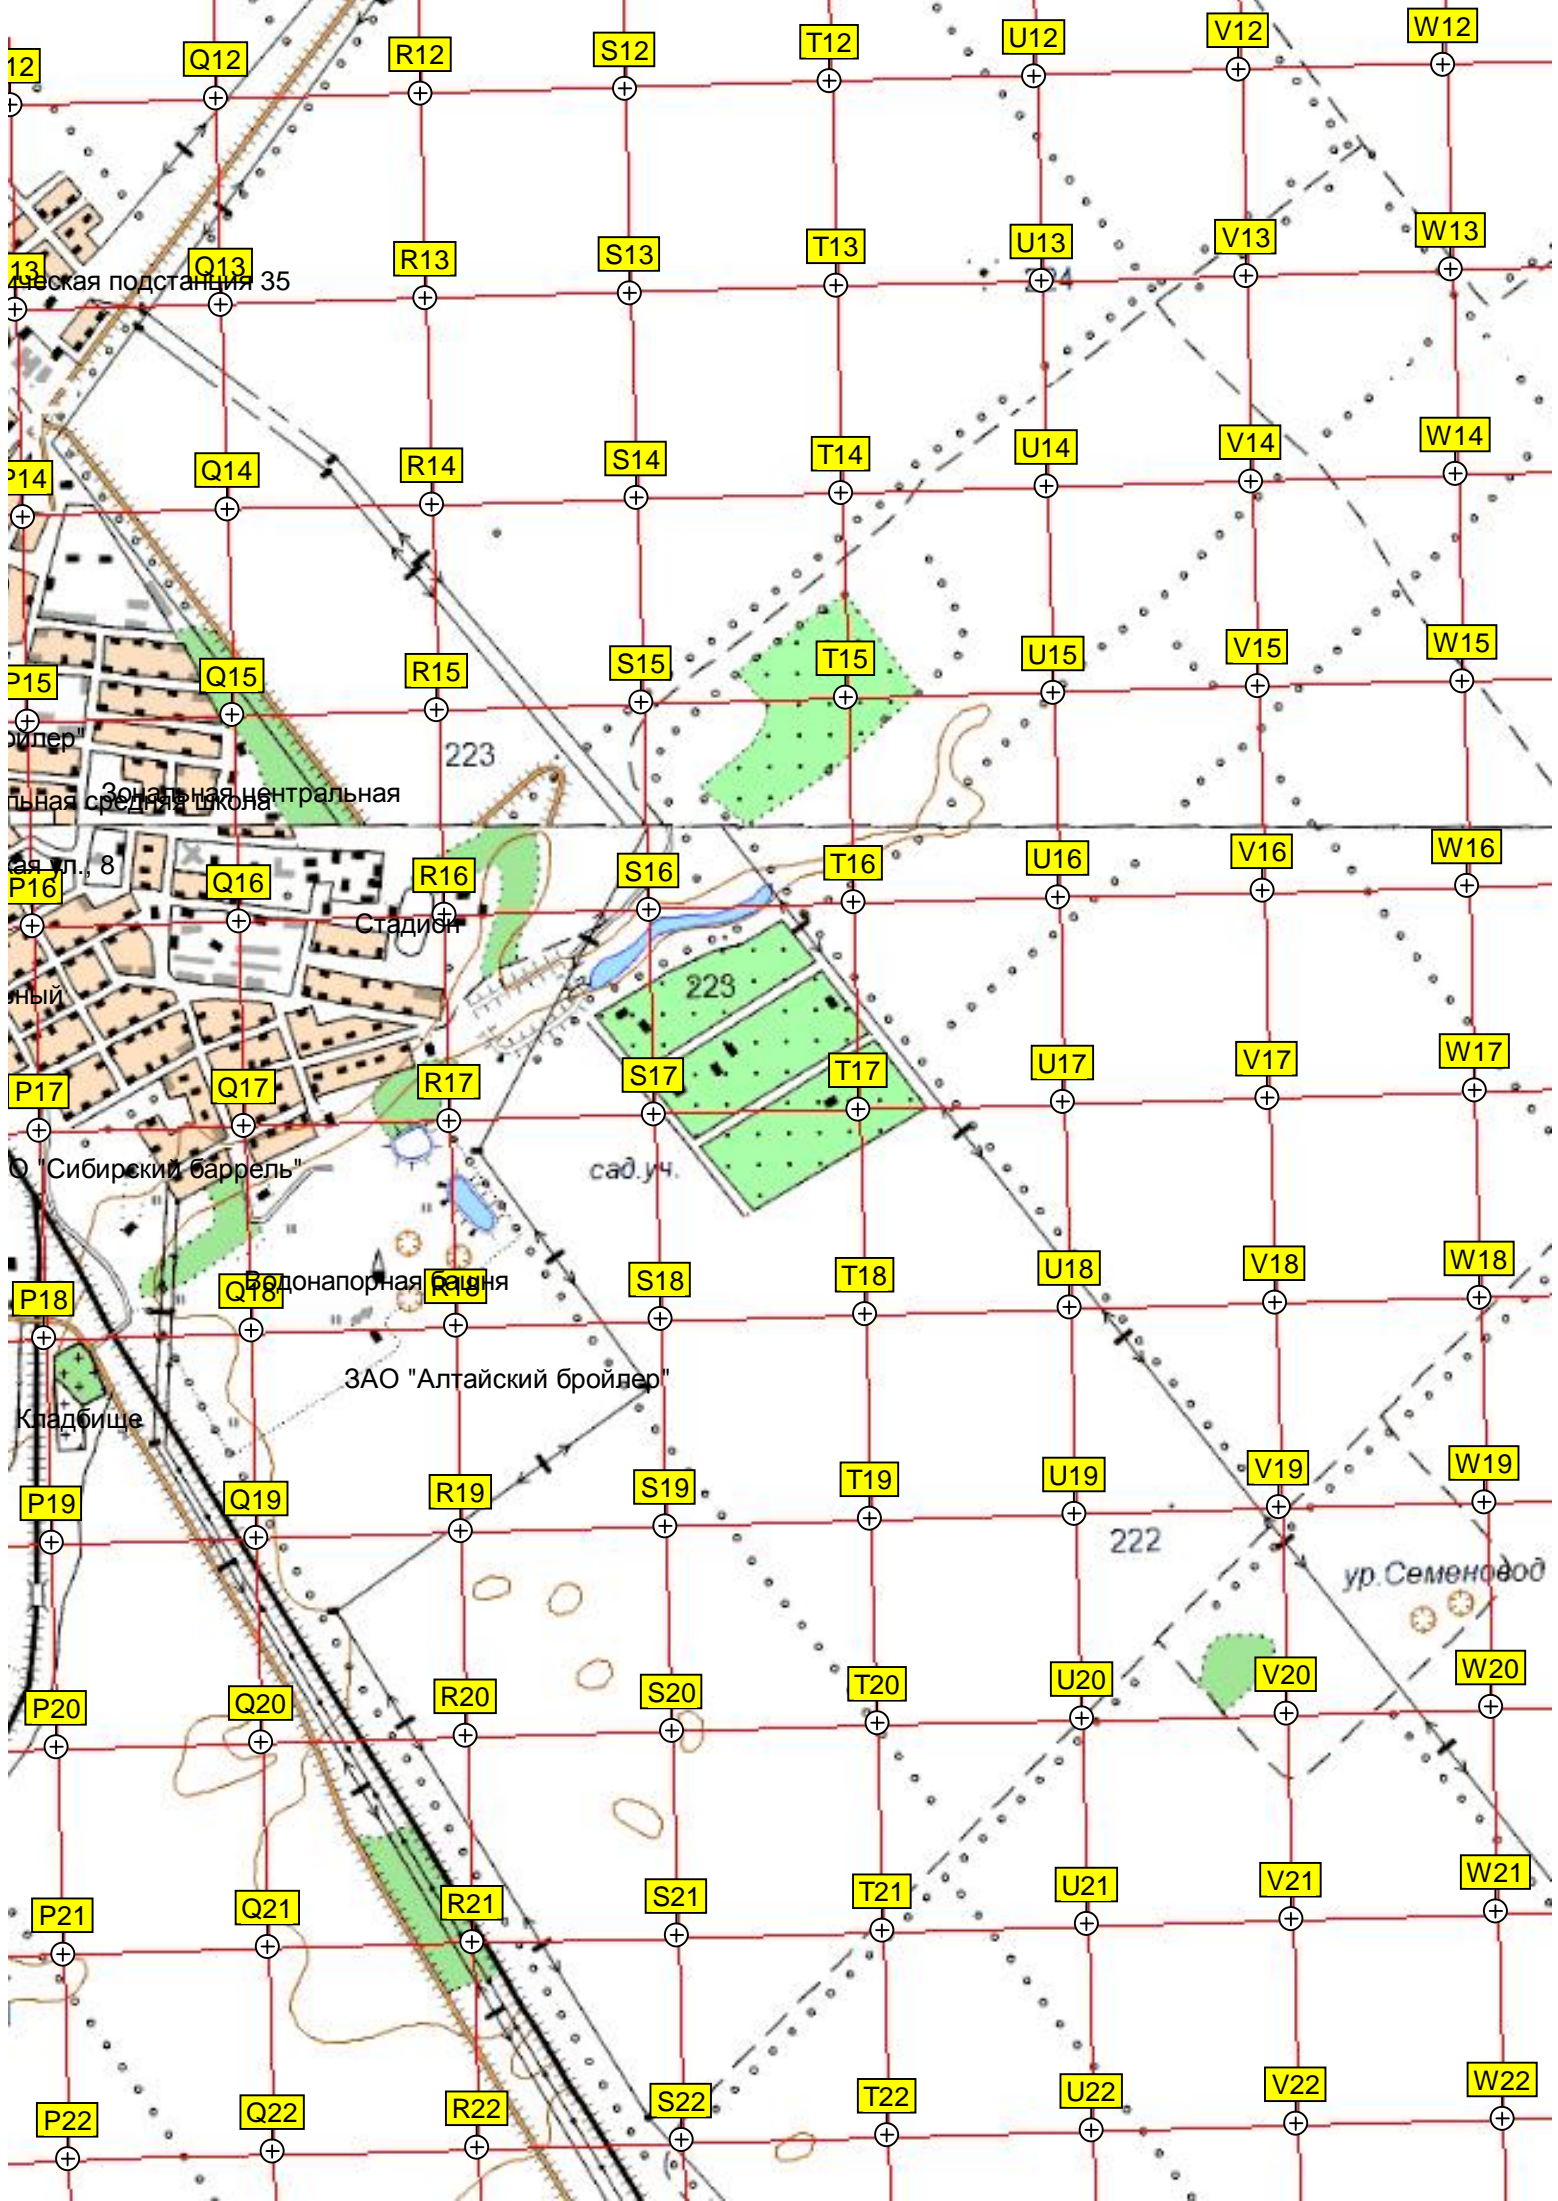 12 Q12 R12 S12 T12 U12 V12 W12
13 Q13 R13 S13 T13 U13 V13 W13
ческая подстанция 35
224
P14 Q14 R14 S14 T14 U14 V14 W14
P15 Q15 R15 S15 T15 U15 V15 W15
ойлер"
223
Зональная центральная
льная средняя школа
кая ул., 8
P16 Q16 R16 S16 T16 U16 V16 W16
Стадион
ный
223
P17 Q17 R17 S17 T17 U17 V17 W17
О "Сибирский баррель"
сад.уч.
Водонапорная башня
P18 Q18 R18 S18 T18 U18 V18 W18
ЗАО "Алтайский бройлер"
Кладбище
P19 Q19 R19 S19 T19 U19 V19 W19
222
ур.Семеновод
P20 Q20 R20 S20 T20 U20 V20 W20
P21 Q21 R21 S21 T21 U21 V21 W21
P22 Q22 R22 S22 T22 U22 V22 W22